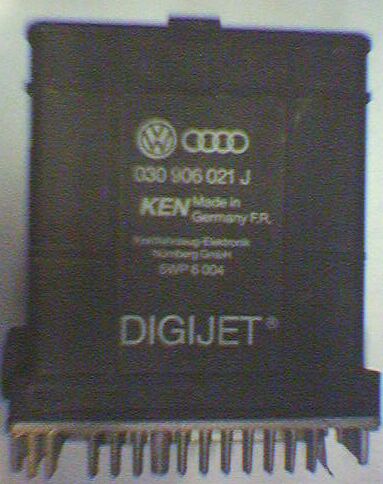 030 906 021 J
KEN Made in
Germany F.R.
Kraftfahrzeug-Elektronik
Nürnberg GmbH
5WP 6 004
DIGIJET®